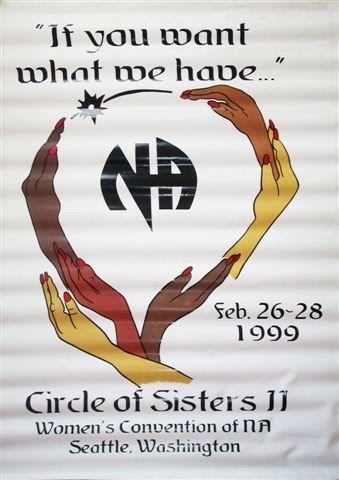 "If you want
what we have..."
NA
Feb. 26-28
1999
Circle of Sisters II
Women's Convention of NA
Seattle, Washington